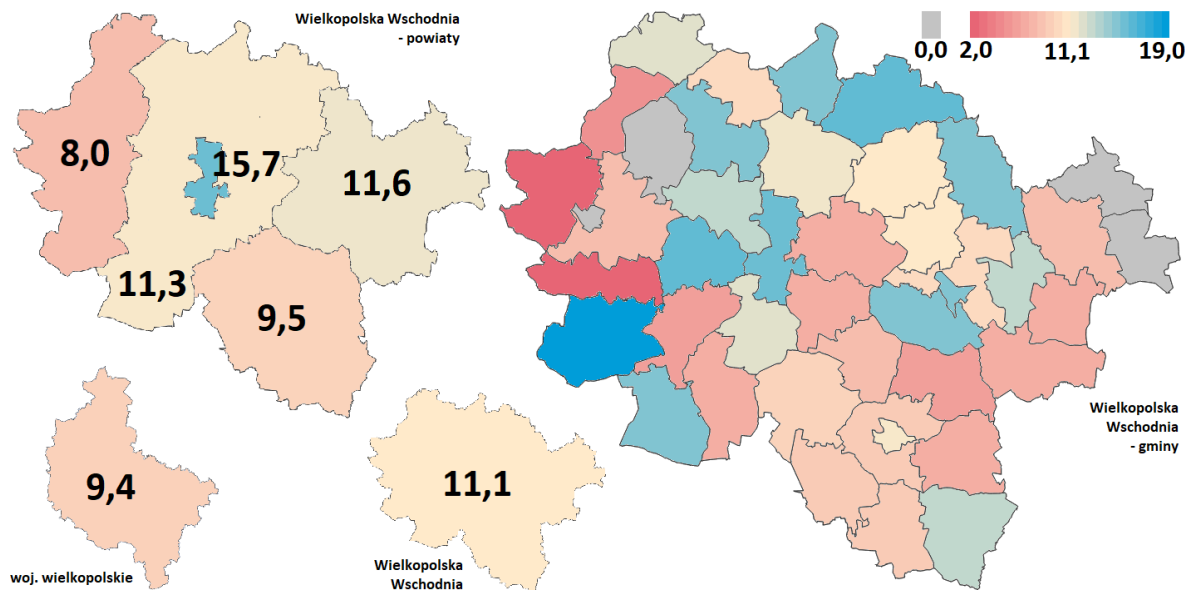 Wielkopolska Wschodnia
- powiaty
0,0 2,0 11,1 19,0
8,0
15,7
11,6
11,3
9,5
9,4
11,1
Wielkopolska
Wschodnia
- gminy
woj. wielkopolskie
Wielkopolska
Wschodnia